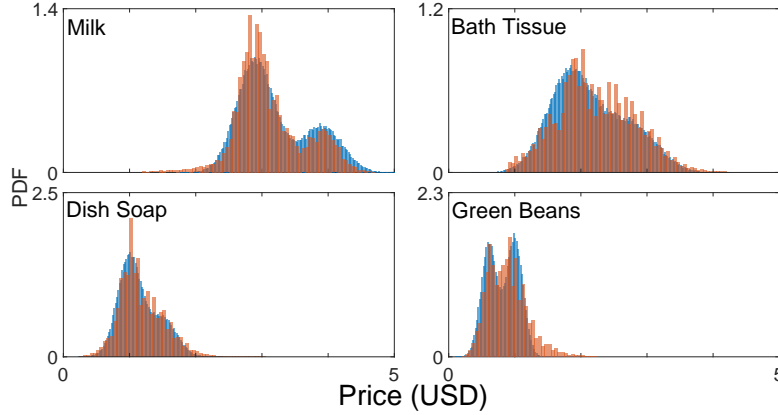 1.4
Milk
0
1.2
Bath Tissue
0
PDF
2.5
Dish Soap
0
0
5
2.3
Green Beans
0
0
5
Price (USD)